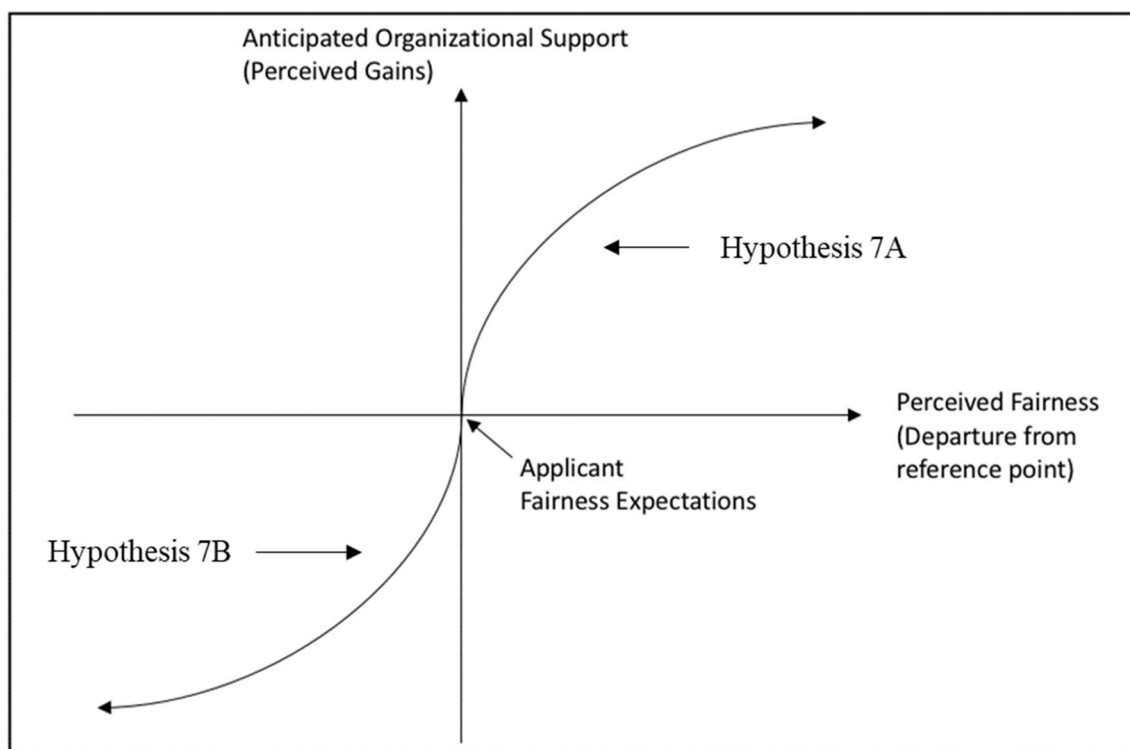 Anticipated Organizational Support
(Perceived Gains)
Hypothesis 7A
Perceived Fairness
(Departure from
reference point)
Applicant
Fairness Expectations
Hypothesis 7B